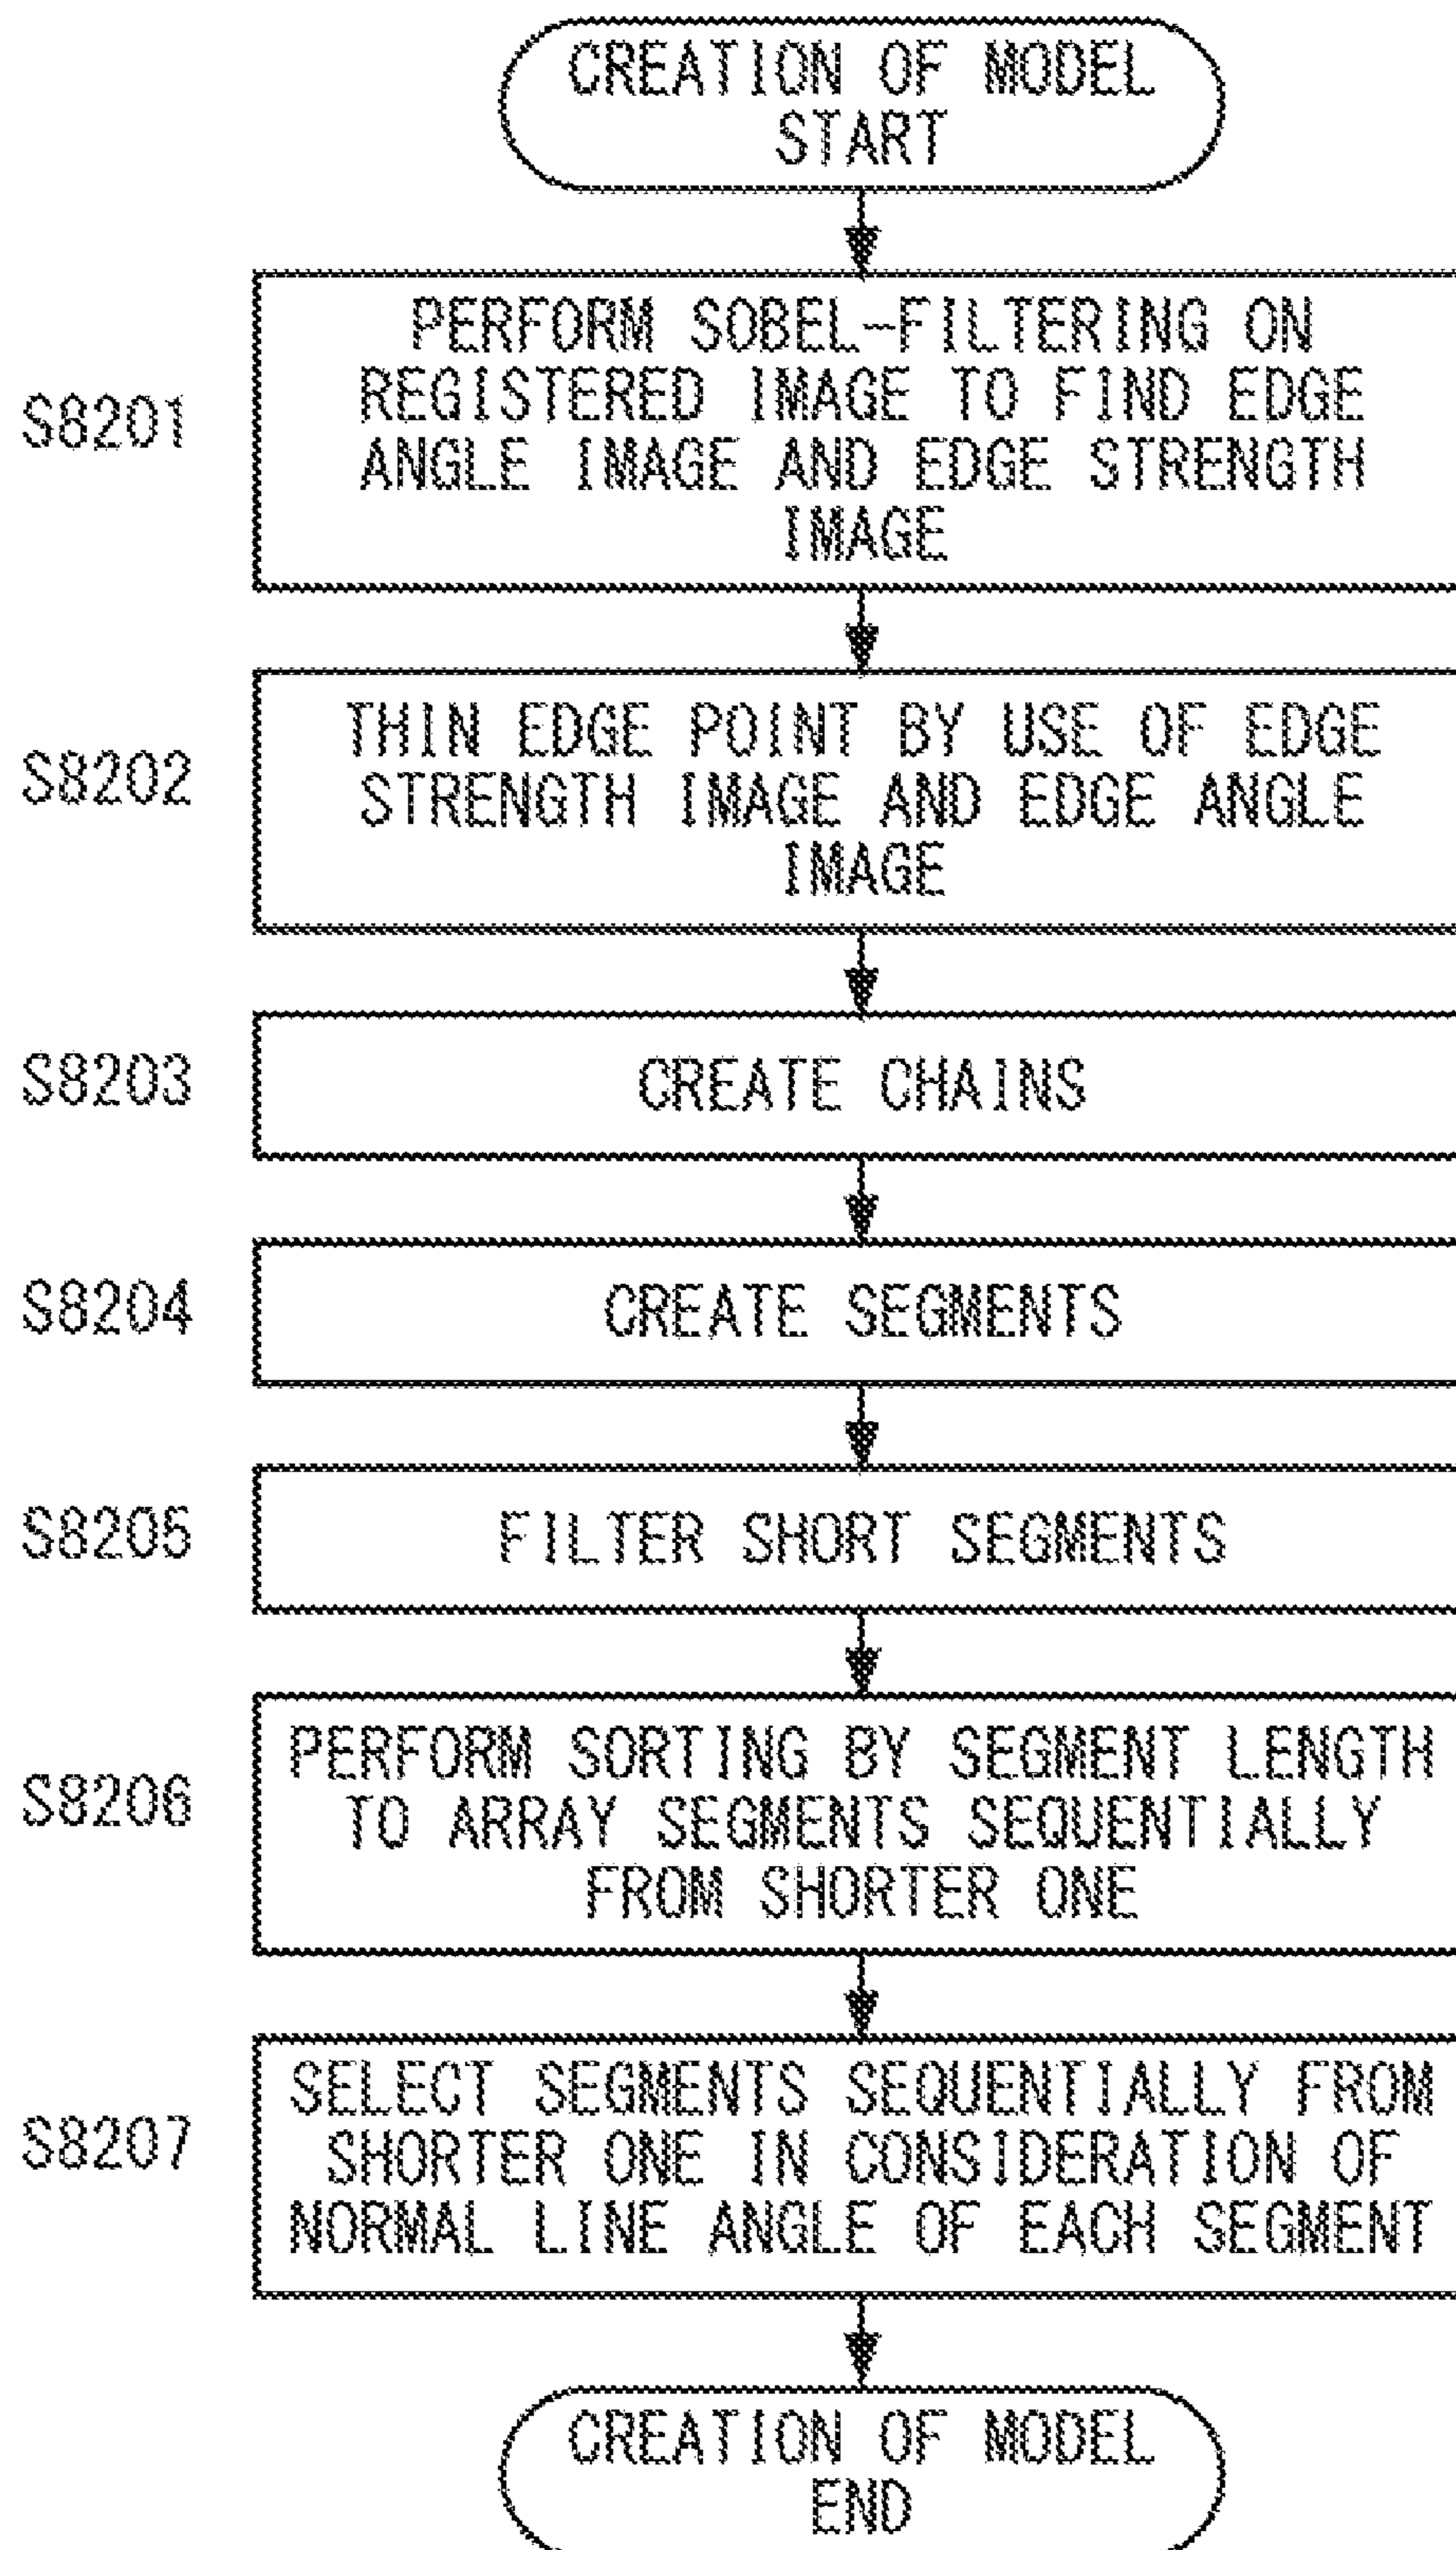 CREATION OF MODEL
START
S8201
PERFORM SOBEL-FILTERING ON
REGISTERED IMAGE TO FIND EDGE
ANGLE IMAGE AND EDGE STRENGTH
IMAGE
S8202
THIN EDGE POINT BY USE OF EDGE
STRENGTH IMAGE AND EDGE ANGLE
IMAGE
S8203
CREATE CHAINS
S8204
CREATE SEGMENTS
S8205
FILTER SHORT SEGMENTS
S8206
PERFORM SORTING BY SEGMENT LENGTH
TO ARRAY SEGMENTS SEQUENTIALLY
FROM SHORTER ONE
S8207
SELECT SEGMENTS SEQUENTIALLY FROM
SHORTER ONE IN CONSIDERATION OF
NORMAL LINE ANGLE OF EACH SEGMENT
CREATION OF MODEL
END